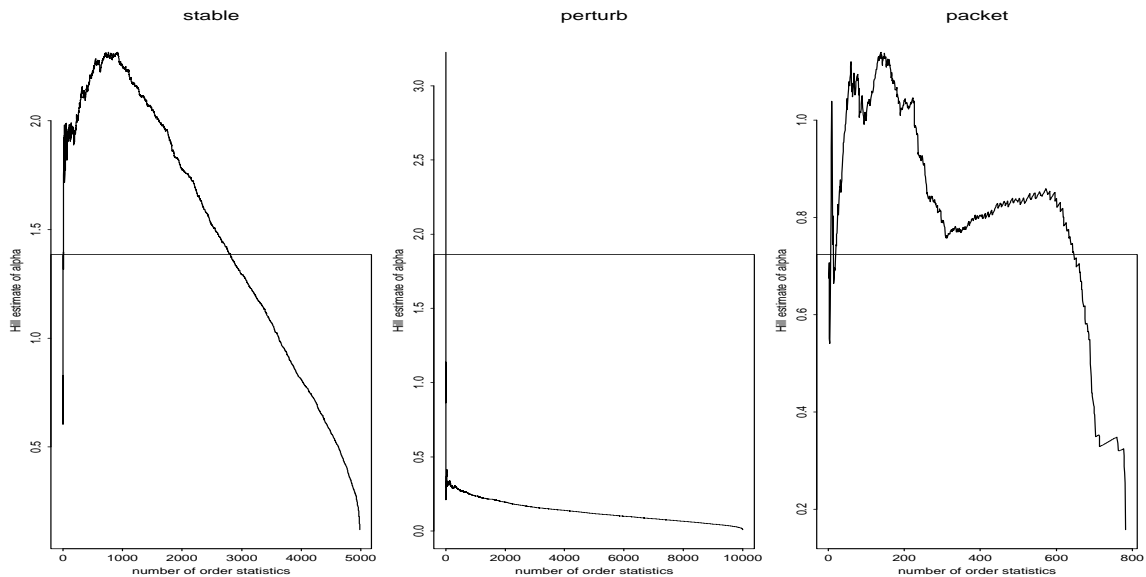 stable
Hill estimate of alpha
2.0
1.5
1.0
0.5
0 1000 2000 3000 4000 5000
number of order statistics
perturb
Hill estimate of alpha
3.0
2.5
2.0
1.5
1.0
0.5
0.0
0 2000 4000 6000 8000 10000
number of order statistics
packet
Hill estimate of alpha
1.0
0.8
0.6
0.4
0.2
0 200 400 600 800
number of order statistics